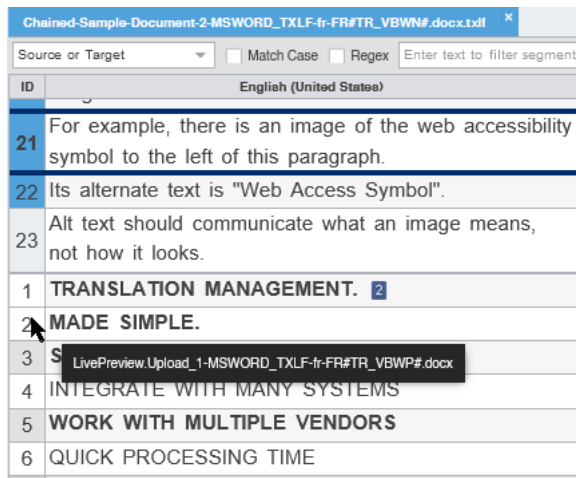 Chained-Sample-Document-2-MSWORD_TXLF-fr-FR#TR_VBWN#.docx.txlf ×
Source or Target Match Case Regex Enter text to filter segment
ID English (United States)
21 For example, there is an image of the web accessibility
symbol to the left of this paragraph.
22 Its alternate text is "Web Access Symbol".
23 Alt text should communicate what an image means,
not how it looks.
1 TRANSLATION MANAGEMENT. 2
2 MADE SIMPLE.
3 S
LivePreview.Upload_1-MSWORD_TXLF-fr-FR#TR_VBWP#.docx
4 INTEGRATE WITH MANY SYSTEMS
5 WORK WITH MULTIPLE VENDORS
6 QUICK PROCESSING TIME